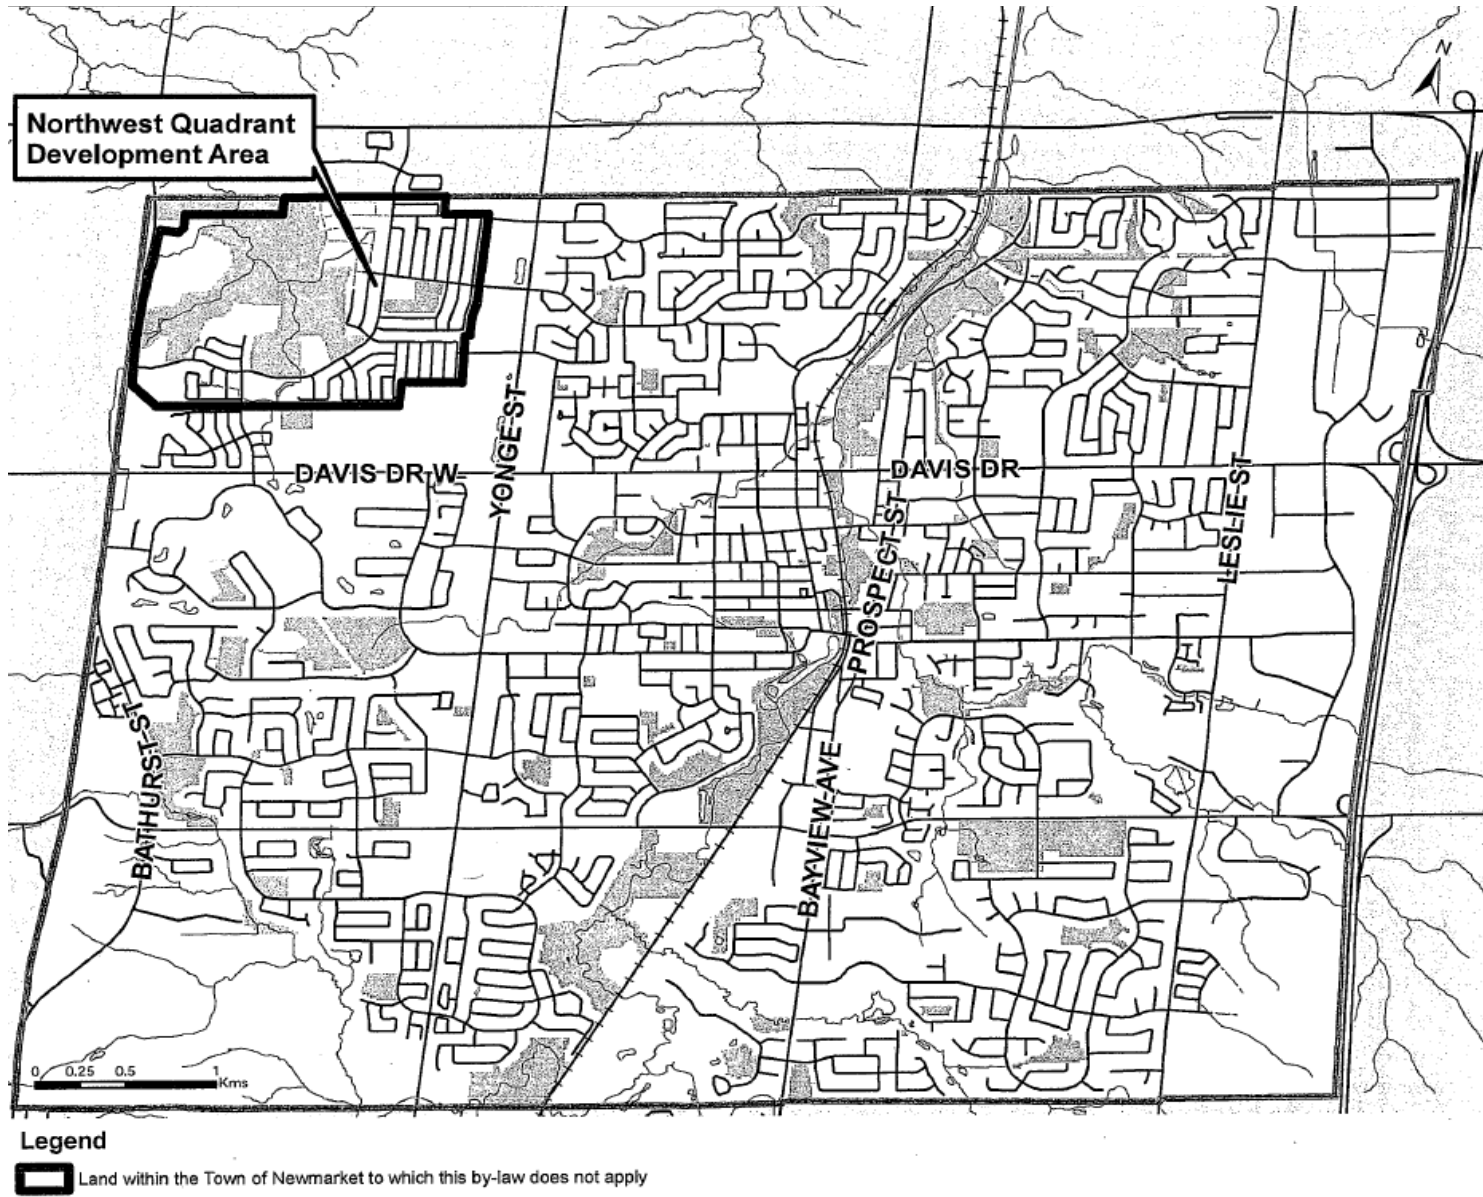 N
Northwest Quadrant
Development Area
YONGE ST
DAVIS DR W
DAVIS DR
PROSPECT ST
LESLIE ST
BATHURST ST
BAYVIEW AVE
0 0.25 0.5 1
Kms
Legend
Land within the Town of Newmarket to which this by-law does not apply